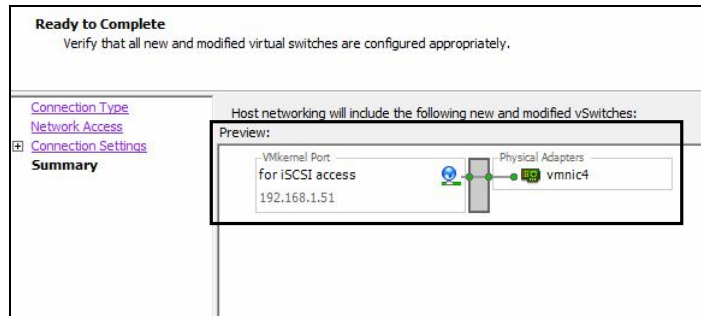 Ready to Complete
Verify that all new and modified virtual switches are configured appropriately.
Connection Type
Network Access
Connection Settings
Summary
Host networking will include the following new and modified vSwitches:
Preview:
VMkernel Port
for iSCSI access
192.168.1.51
Physical Adapters
vmnic4